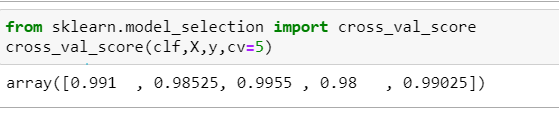 from sklearn.model_selection import cross_val_score
cross_val_score(clf,X,y,cv=5)
array([0.991  , 0.98525, 0.9955 , 0.98   , 0.99025])